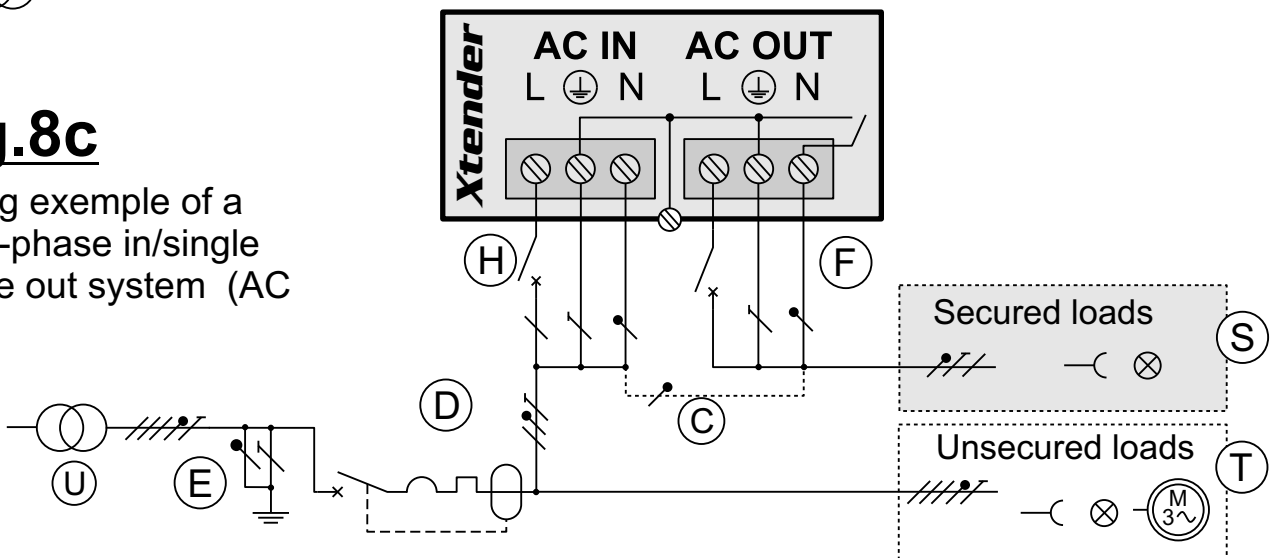 Xtender
AC IN AC OUT
L N L N
g.8c
g exemple of a
-phase in/single
e out system (AC
H
F
Secured loads
S
D
C
Unsecured loads
T
U
E
M
3~